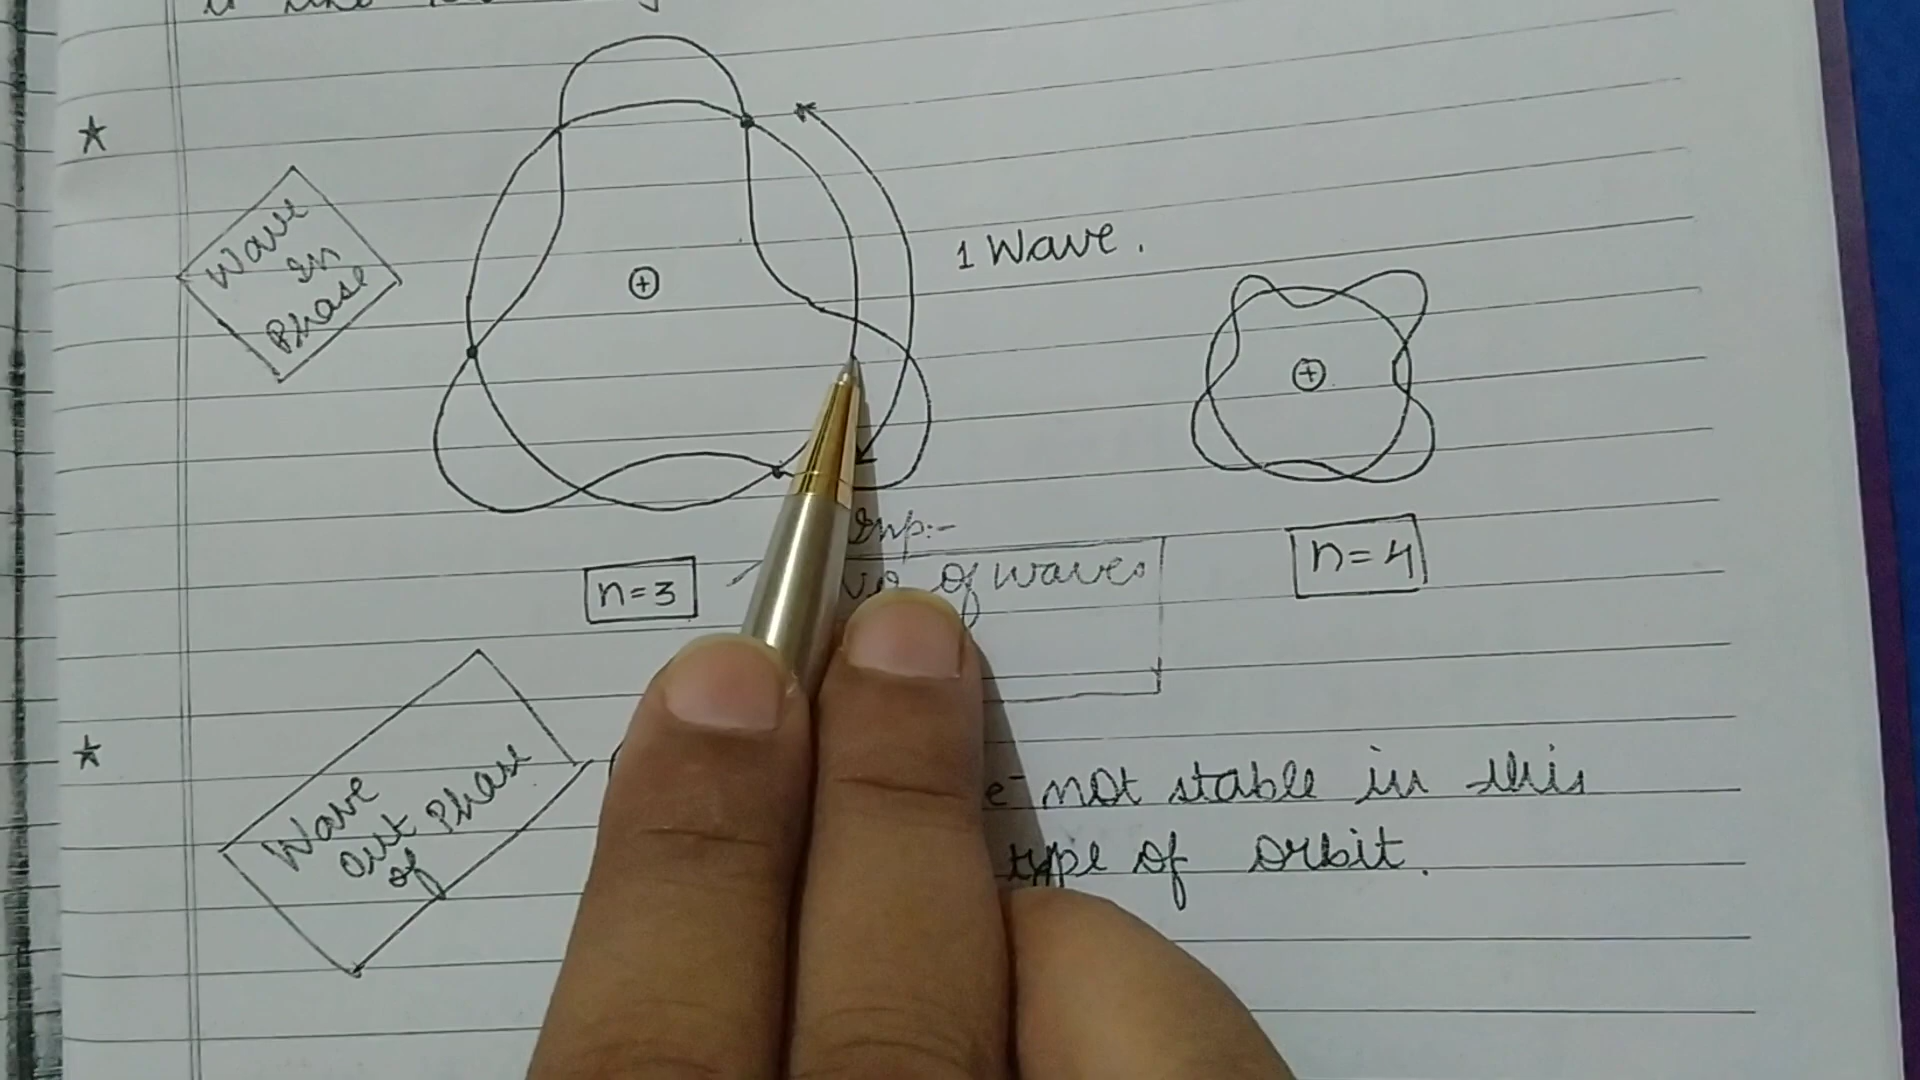 Wave
In
Phase
+
1 Wave.
+
Imp:-
of waves
n=3
n=4
Wave
out Phase
of
not stable in this
type of orbit.